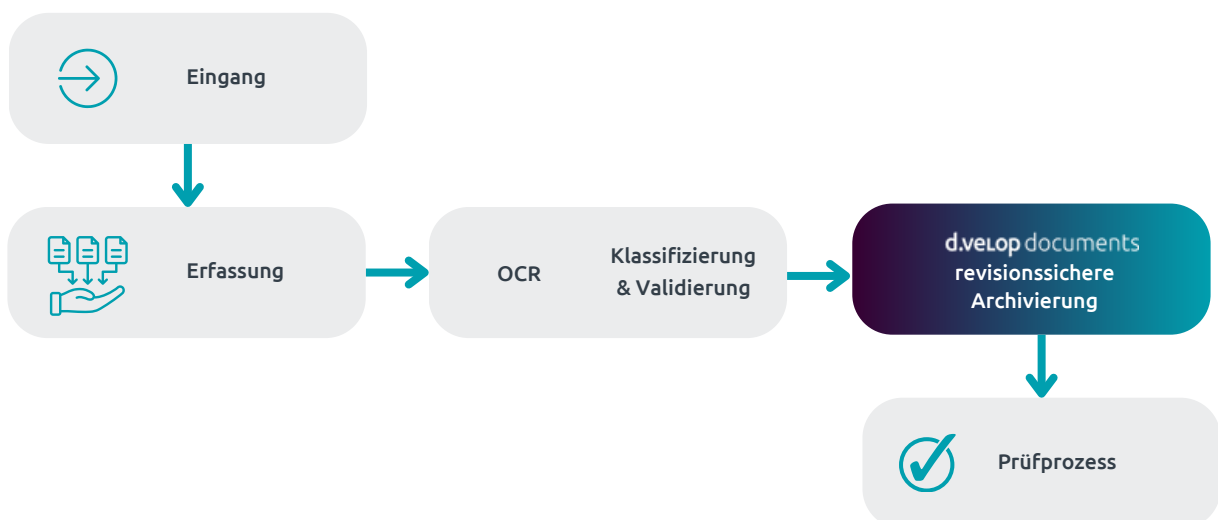 Eingang
Erfassung
OCR
Klassifizierung
& Validierung
d.velop documents
revisionssichere
Archivierung
Prüfprozess